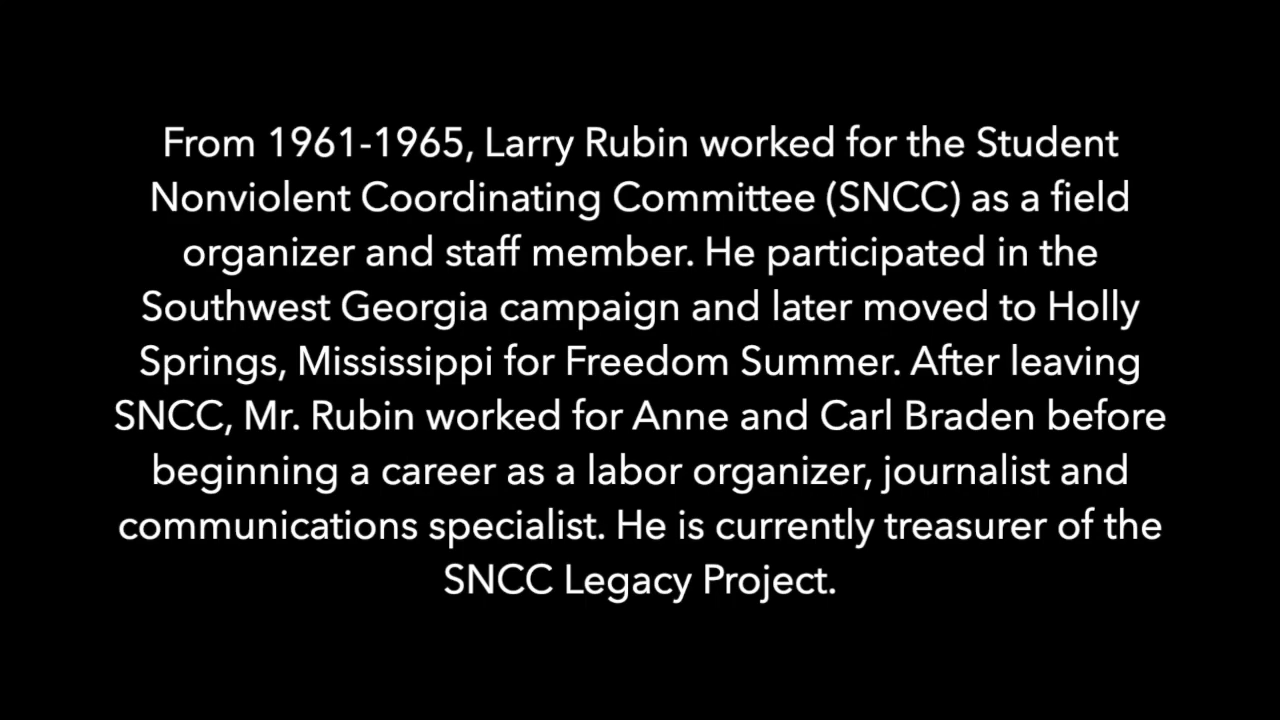 From 1961-1965, Larry Rubin worked for the Student
Nonviolent Coordinating Committee (SNCC) as a field
organizer and staff member. He participated in the
Southwest Georgia campaign and later moved to Holly
Springs, Mississippi for Freedom Summer. After leaving
SNCC, Mr. Rubin worked for Anne and Carl Braden before
beginning a career as a labor organizer, journalist and
communications specialist. He is currently treasurer of the
SNCC Legacy Project.